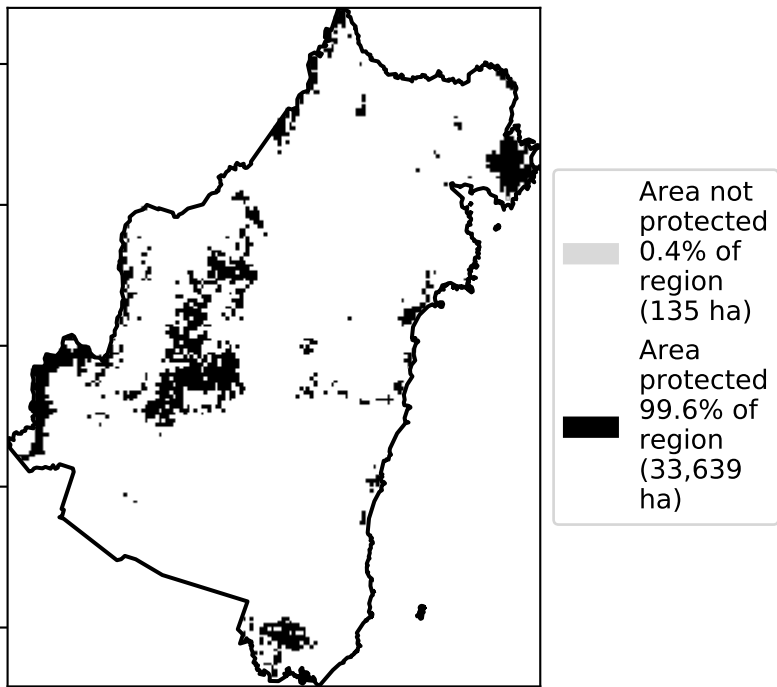 Area not
protected
0.4% of
region
(135 ha)
Area
protected
99.6% of
region
(33,639
ha)